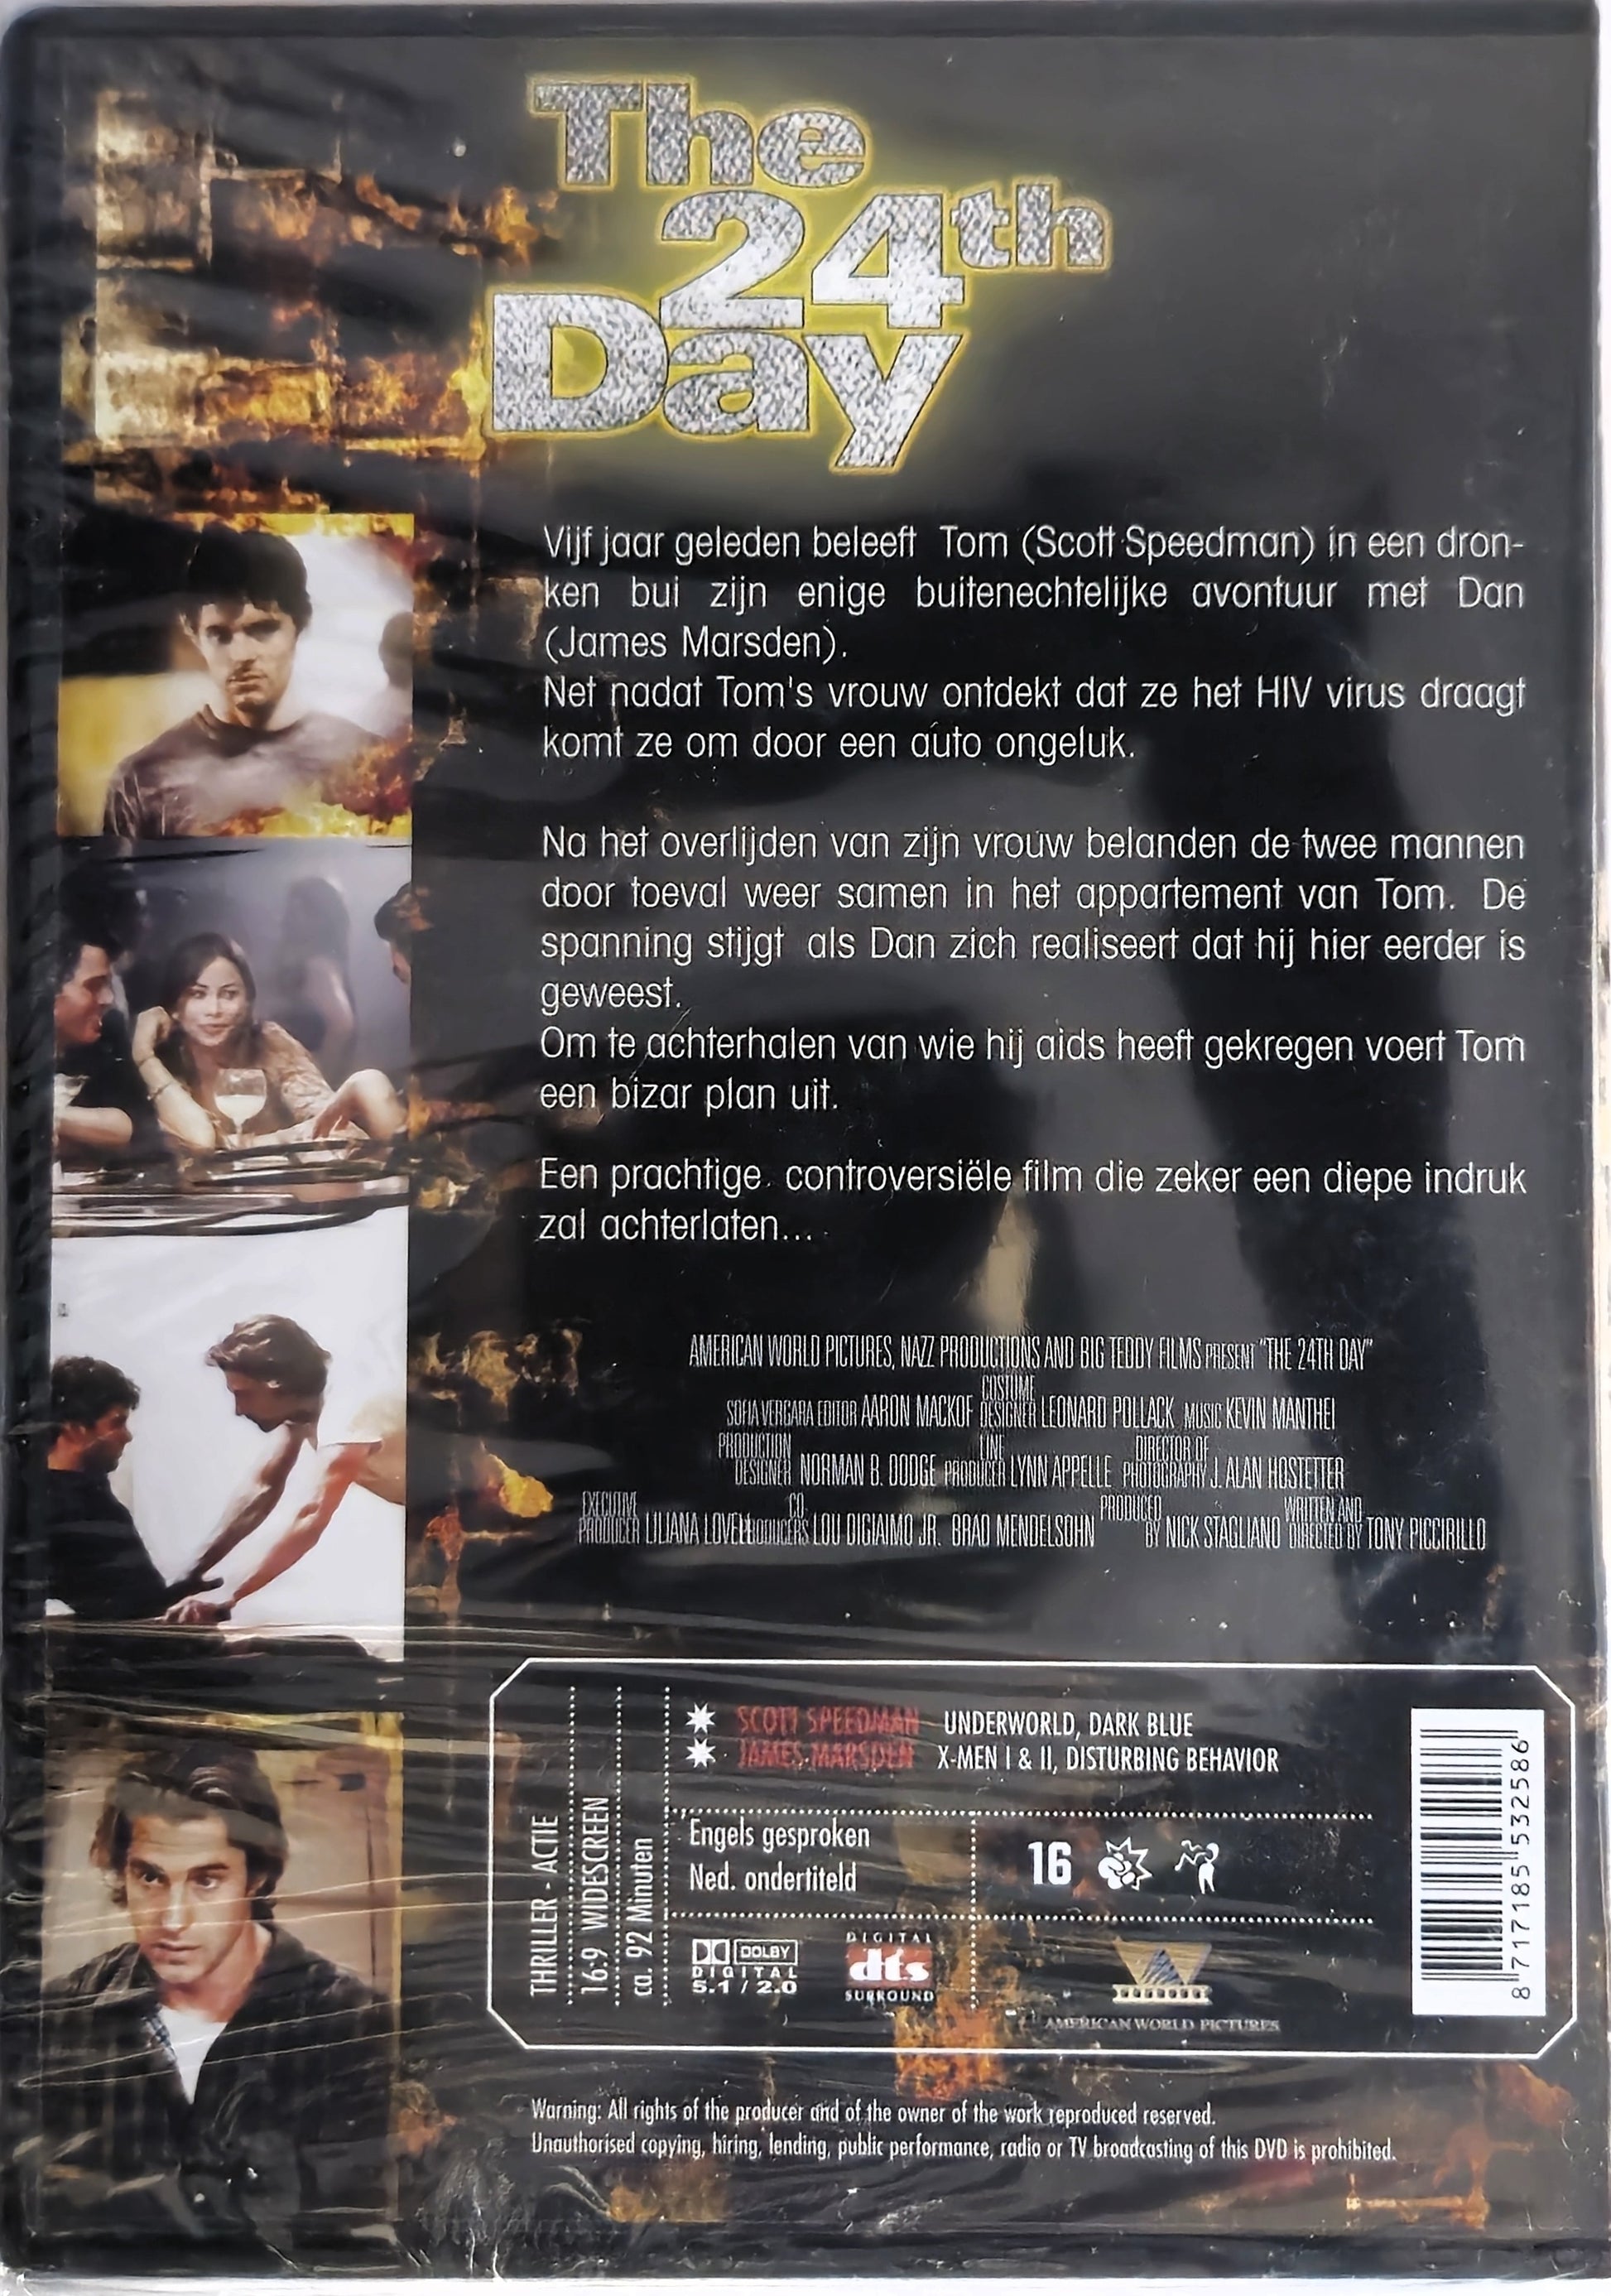 The
24th
Day
Vijf jaar geleden beleeft Tom (Scott Speedman) in een dron-
ken bui zijn enige buitenechtelijke avontuur met Dan
(James Marsden).
Net nadat Tom's vrouw ontdekt dat ze het HIV virus draagt
komt ze om door een auto ongeluk.
Na het overlijden van zijn vrouw belanden de twee mannen
door toeval weer samen in het appartement van Tom. De
spanning stijgt als Dan zich realiseert dat hij hier eerder is
geweest.
Om te achterhalen van wie hij aids heeft gekregen voert Tom
een bizar plan uit.
Een prachtige controversiële film die zeker een diepe indruk
zal achterlaten...
AMERICAN WORLD PICTURES, NAZZ PRODUCTIONS AND BIG TEDDY FILMS PRESENT "THE 24TH DAY"
SOFIA VERGARA EDITOR AARON MACKOF COSTUME DESIGNER LEONARD POLLACK MUSIC KEVIN MANTHEI
PRODUCTION DESIGNER NORMAN B. DODGE LINE PRODUCER LYNN APPELLE DIRECTOR OF PHOTOGRAPHY J. ALAN HOSTETTER
EXECUTIVE PRODUCER LILIANA LOVELL CO. PRODUCERS LOU DIGIAIMO JR. BRAD MENDELSOHN PRODUCED BY NICK STAGLIANO WRITTEN AND DIRECTED BY TONY PICCIRILLO
THRILLER - ACTIE
16:9 WIDESCREEN
ca. 92 Minuten
SCOTT SPEEDMAN UNDERWORLD, DARK BLUE
JAMES MARSDEN X-MEN I & II, DISTURBING BEHAVIOR
Engels gesproken
Ned. ondertiteld
16
DOLBY
DIGITAL
5.1 / 2.0
DIGITAL
dts
SURROUND
AMERICAN WORLD PICTURES
8 717185 532586
Warning: All rights of the producer and of the owner of the work reproduced reserved.
Unauthorised copying, hiring, lending, public performance, radio or TV broadcasting of this DVD is prohibited.